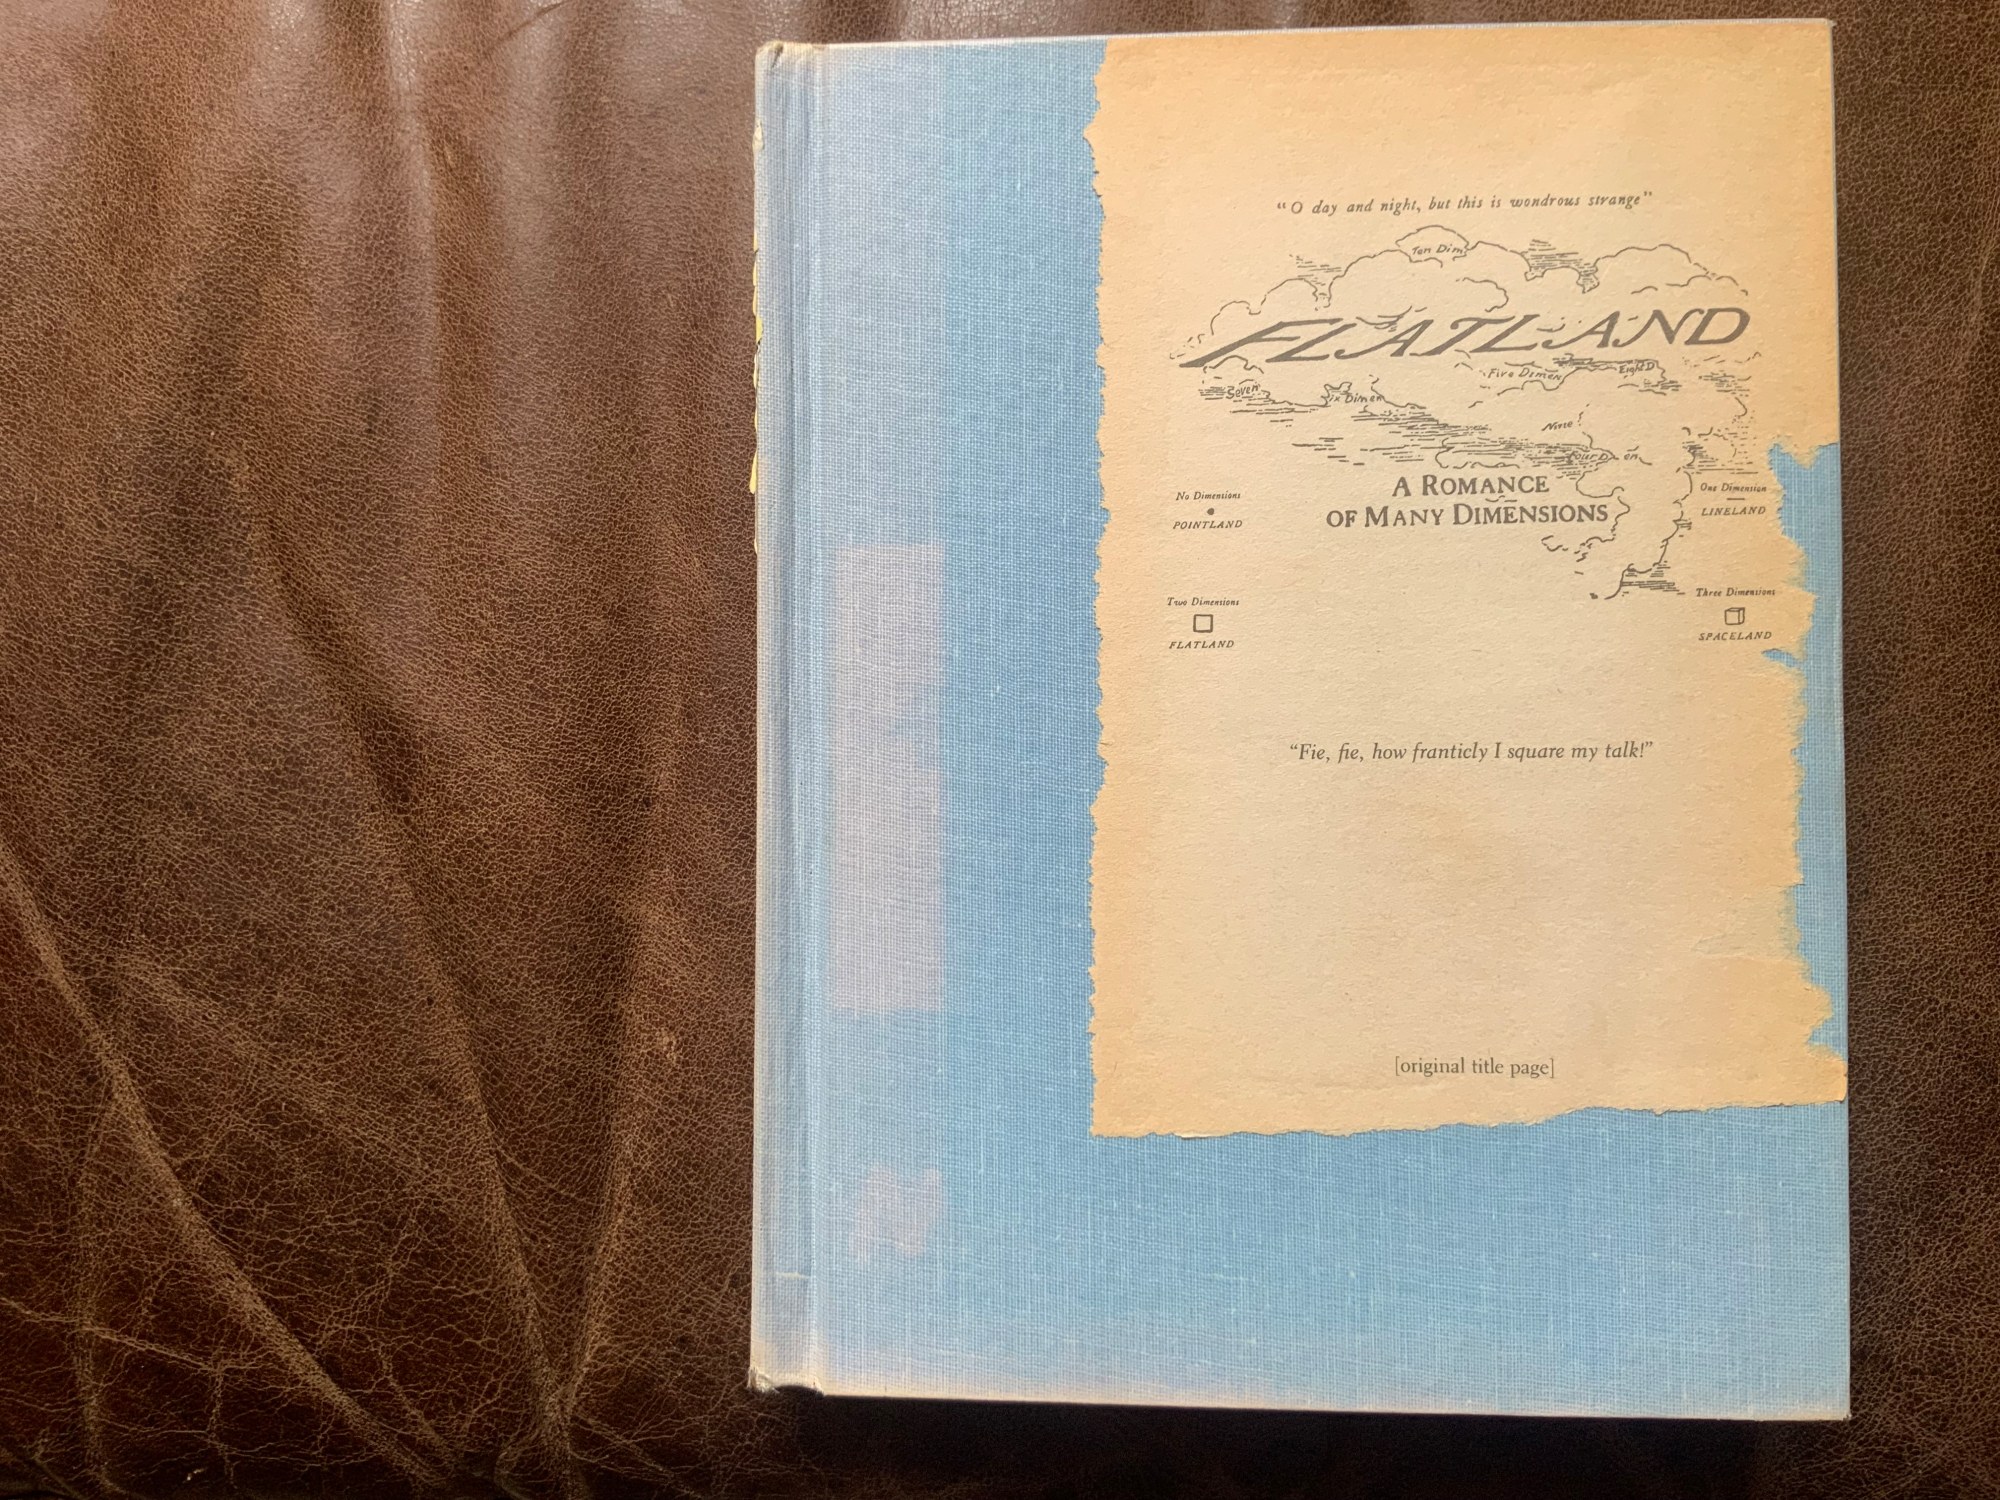 "O day and night, but this is wondrous strange"
Ten Dim
FLATLAND
Five Dimen
Eight D
Seven
ix Dimen
Nine
Four D en
A ROMANCE
OF MANY DIMENSIONS
No Dimensions
POINTLAND
One Dimension
LINELAND
Two Dimensions
FLATLAND
Three Dimensions
SPACELAND
“Fie, fie, how franticly I square my talk!”
[original title page]